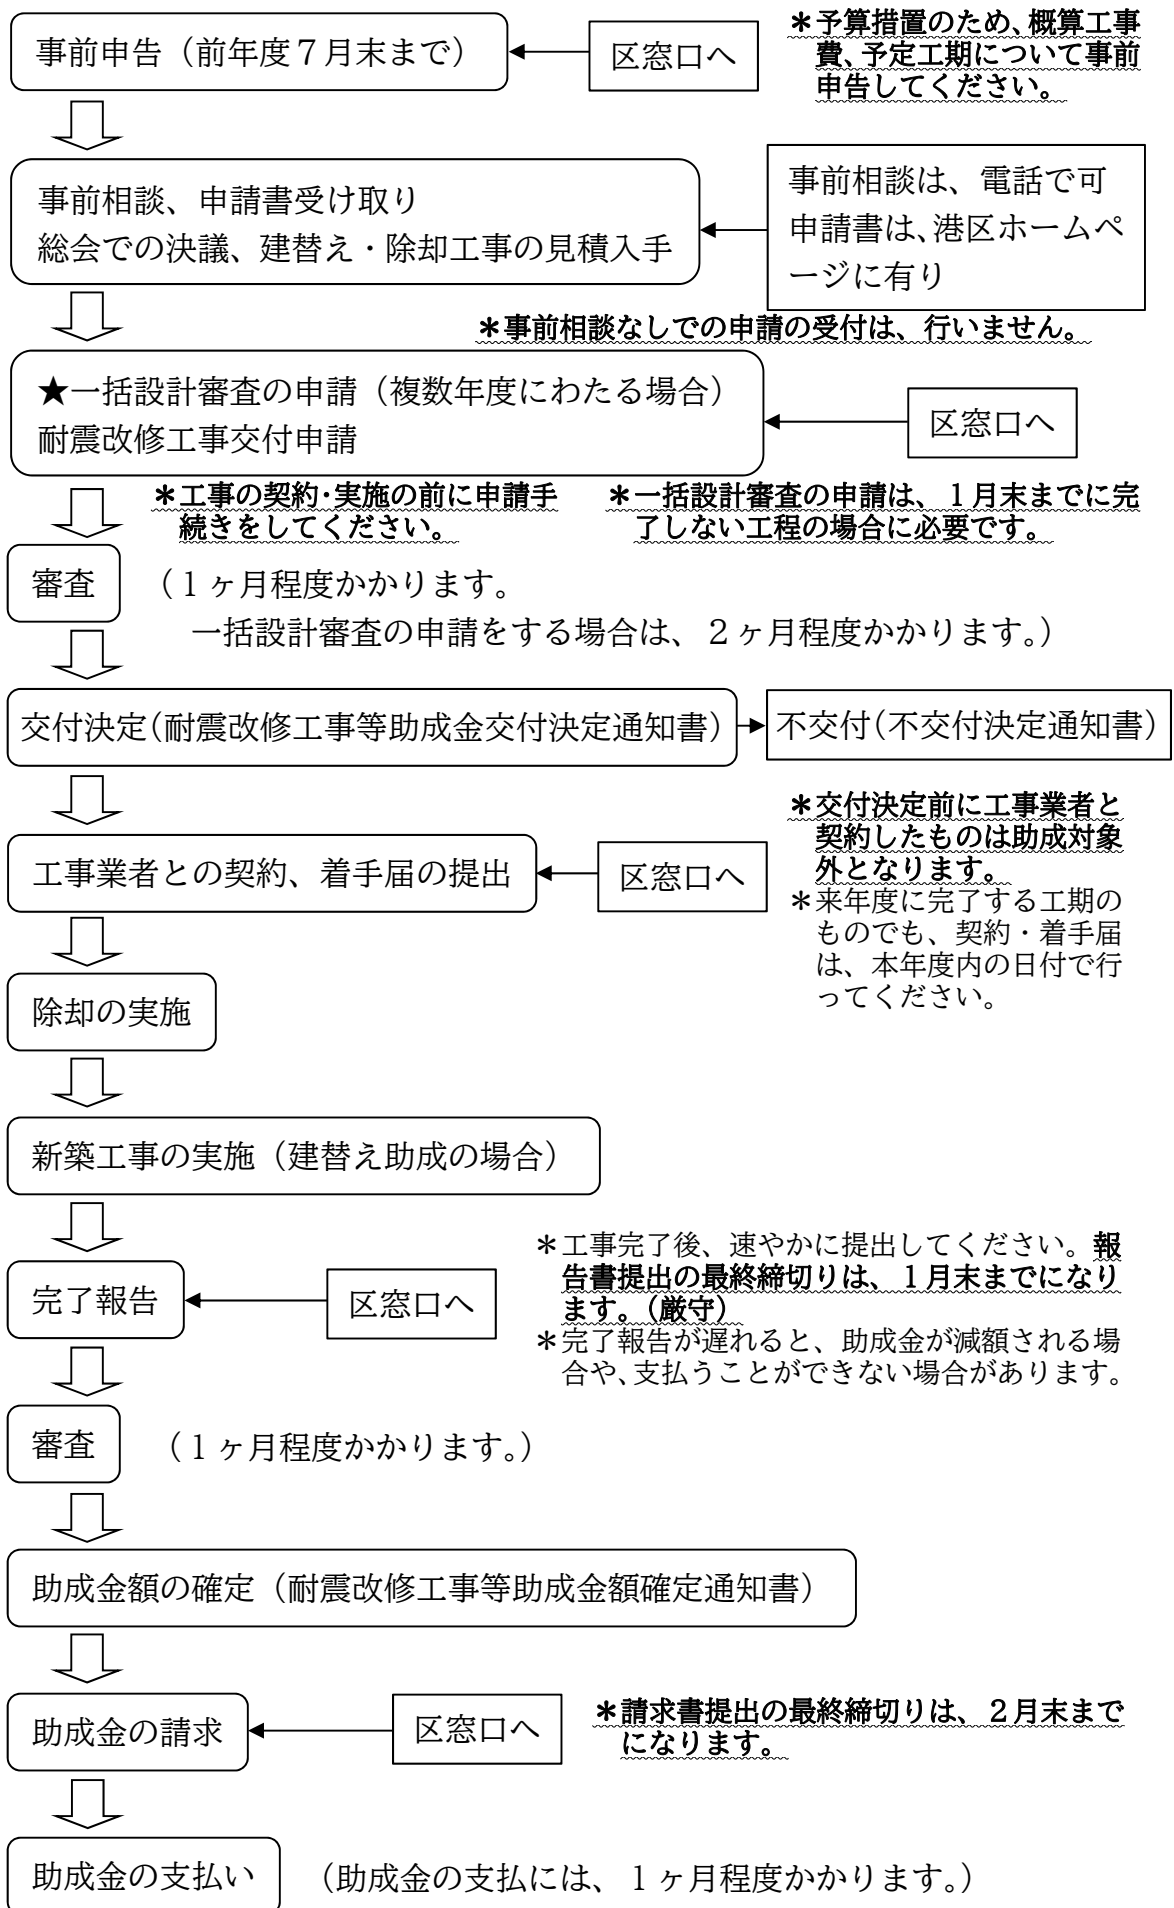 事前申告（前年度７月末まで）
区窓口へ
＊予算措置のため、概算工事
費、予定工期について事前
申告してください。
事前相談、申請書受け取り
総会での決議、建替え・除却工事の見積入手
事前相談は、電話で可
申請書は、港区ホームペ
ージに有り
＊事前相談なしでの申請の受付は、行いません。
★一括設計審査の申請（複数年度にわたる場合）
耐震改修工事交付申請
区窓口へ
＊工事の契約・実施の前に申請手
続きをしてください。
＊一括設計審査の申請は、１月末までに完
了しない工程の場合に必要です。
審査
（１ヶ月程度かかります。
一括設計審査の申請をする場合は、２ヶ月程度かかります。）
交付決定（耐震改修工事等助成金交付決定通知書）
不交付（不交付決定通知書）
工事業者との契約、着手届の提出
区窓口へ
＊交付決定前に工事業者と
契約したものは助成対象
外となります。
＊来年度に完了する工期の
ものでも、契約・着手届
は、本年度内の日付で行
ってください。
除却の実施
新築工事の実施（建替え助成の場合）
完了報告
区窓口へ
＊工事完了後、速やかに提出してください。報
告書提出の最終締切りは、１月末までになり
ます。（厳守）
＊完了報告が遅れると、助成金が減額される場
合や、支払うことができない場合があります。
審査
（１ヶ月程度かかります。）
助成金額の確定（耐震改修工事等助成金額確定通知書）
助成金の請求
区窓口へ
＊請求書提出の最終締切りは、２月末まで
になります。
助成金の支払い
（助成金の支払には、１ヶ月程度かかります。）